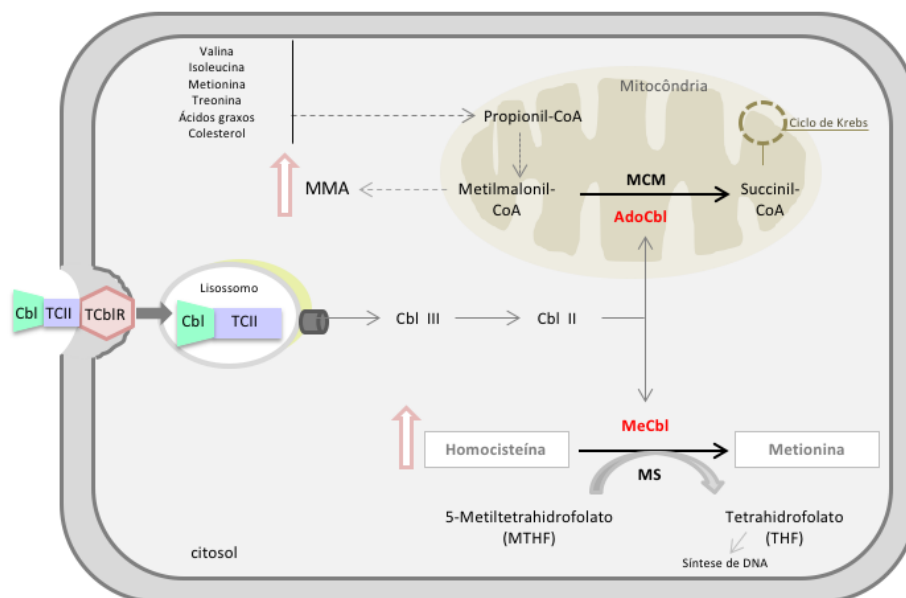 Valina
Isoleucina
Metionina
Treonina
Ácidos graxos
Colesterol
Mitocôndria
Propionil-CoA
Ciclo de Krebs
MMA
Metilmalonil-
CoA
MCM
AdoCbl
Succinil-
CoA
Lisossomo
Cbl TCII TCblR
Cbl TCII
Cbl III
Cbl II
MeCbl
Homocisteína
Metionina
MS
5-Metiltetrahidrofolato
(MTHF)
Tetrahidrofolato
(THF)
Síntese de DNA
citosol